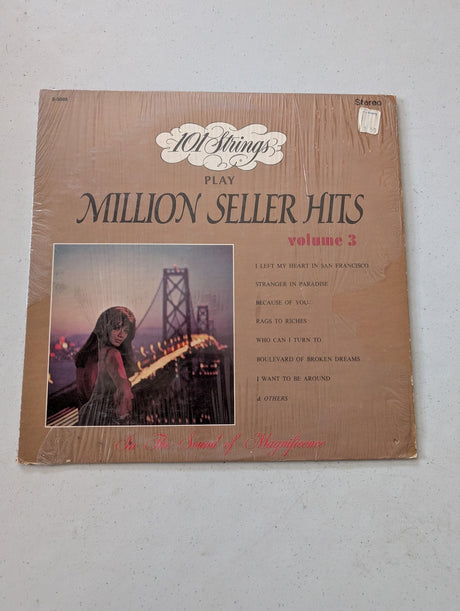 Stereo
101 Strings
PLAY
MILLION SELLER HITS
volume 3
I LEFT MY HEART IN SAN FRANCISCO
STRANGER IN PARADISE
BECAUSE OF YOU
RAGS TO RICHES
WHO CAN I TURN TO
BOULEVARD OF BROKEN DREAMS
I WANT TO BE AROUND
& OTHERS
In The Sound of Magnificence